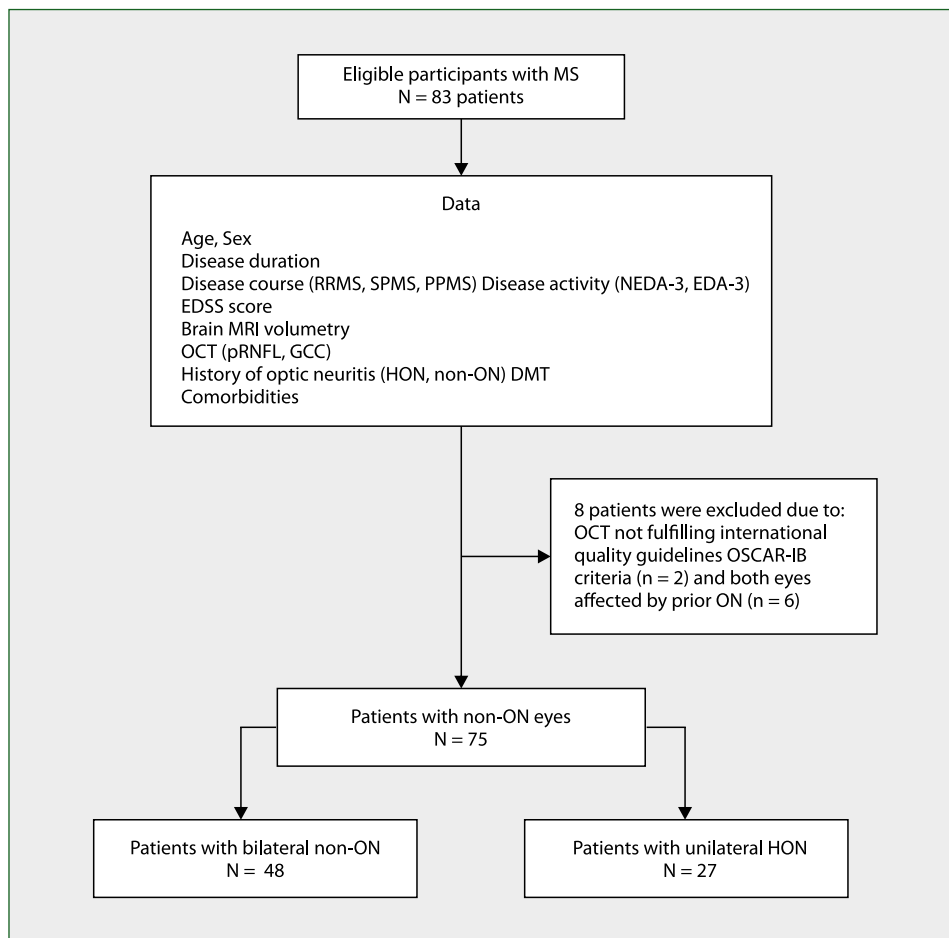 Eligible participants with MS
N = 83 patients
Data
Age, Sex
Disease duration
Disease course (RRMS, SPMS, PPMS) Disease activity (NEDA-3, EDA-3)
EDSS score
Brain MRI volumetry
OCT (pRNFL, GCC)
History of optic neuritis (HON, non-ON) DMT
Comorbidities
8 patients were excluded due to:
OCT not fulfilling international
quality guidelines OSCAR-IB
criteria (n = 2) and both eyes
affected by prior ON (n = 6)
Patients with non-ON eyes
N = 75
Patients with bilateral non-ON
N = 48
Patients with unilateral HON
N = 27